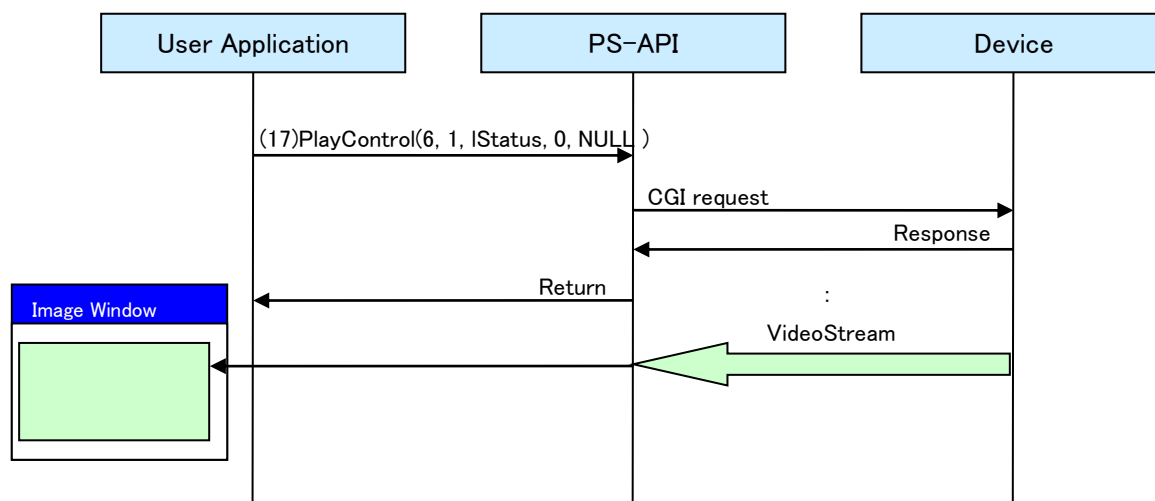 User Application
PS-API
Device
(17)PlayControl(6, 1, lStatus, 0, NULL )
CGI request
Response
Return
:
Image Window
VideoStream